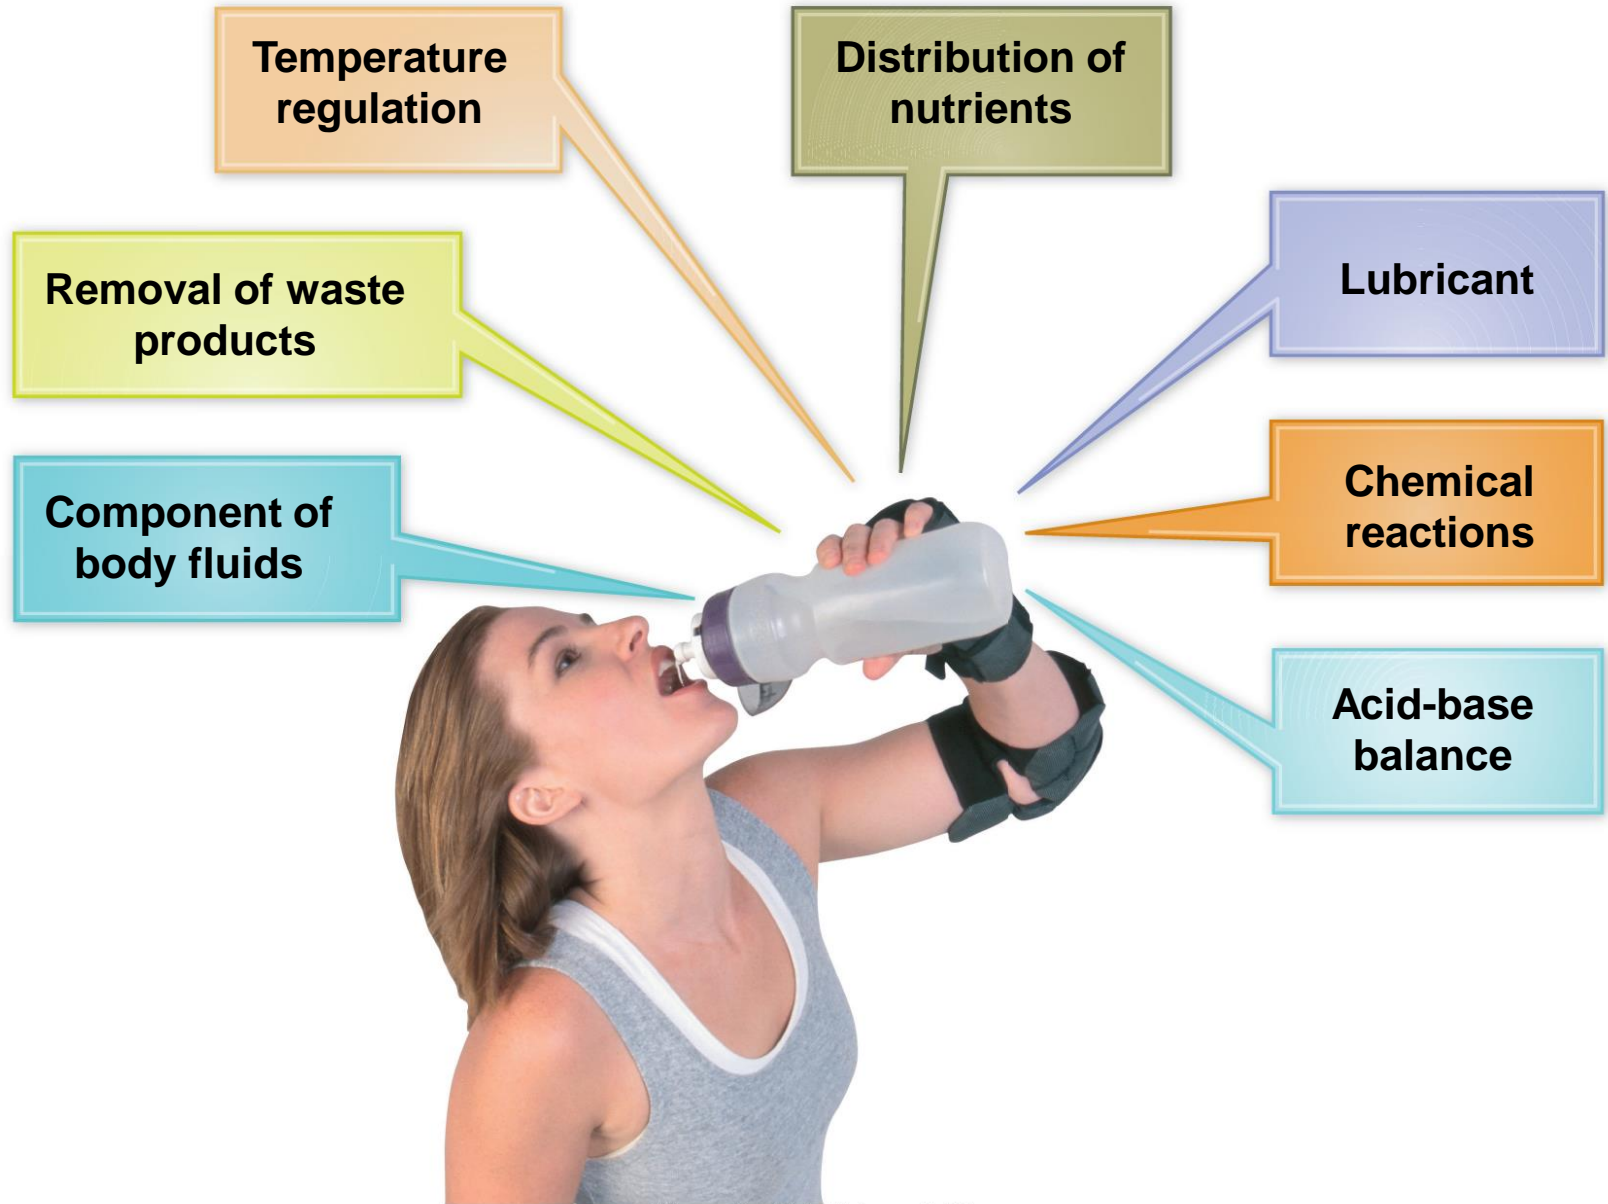 Temperature
regulation
Distribution of
nutrients
Removal of waste
products
Lubricant
Component of
body fluids
Chemical
reactions
Acid-base
balance